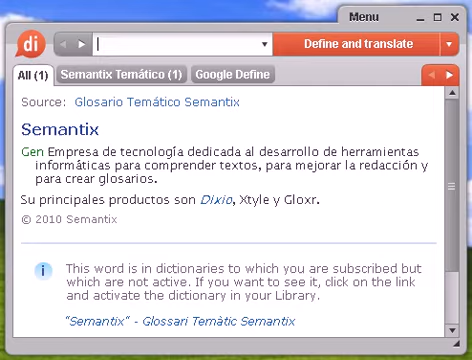 Menu
di
Define and translate
All (1)
Semantix Temático (1)
Google Define
Source: Glosario Temático Semantix
Semantix
Gen Empresa de tecnología dedicada al desarrollo de herramientas
informáticas para comprender textos, para mejorar la redacción y
para crear glosarios.
Su principales productos son Dixio, Xtyle y Gloxr.
© 2010 Semantix
i
This word is in dictionaries to which you are subscribed but
which are not active. If you want to see it, click on the link
and activate the dictionary in your Library.
"Semantix" - Glossari Temàtic Semantix